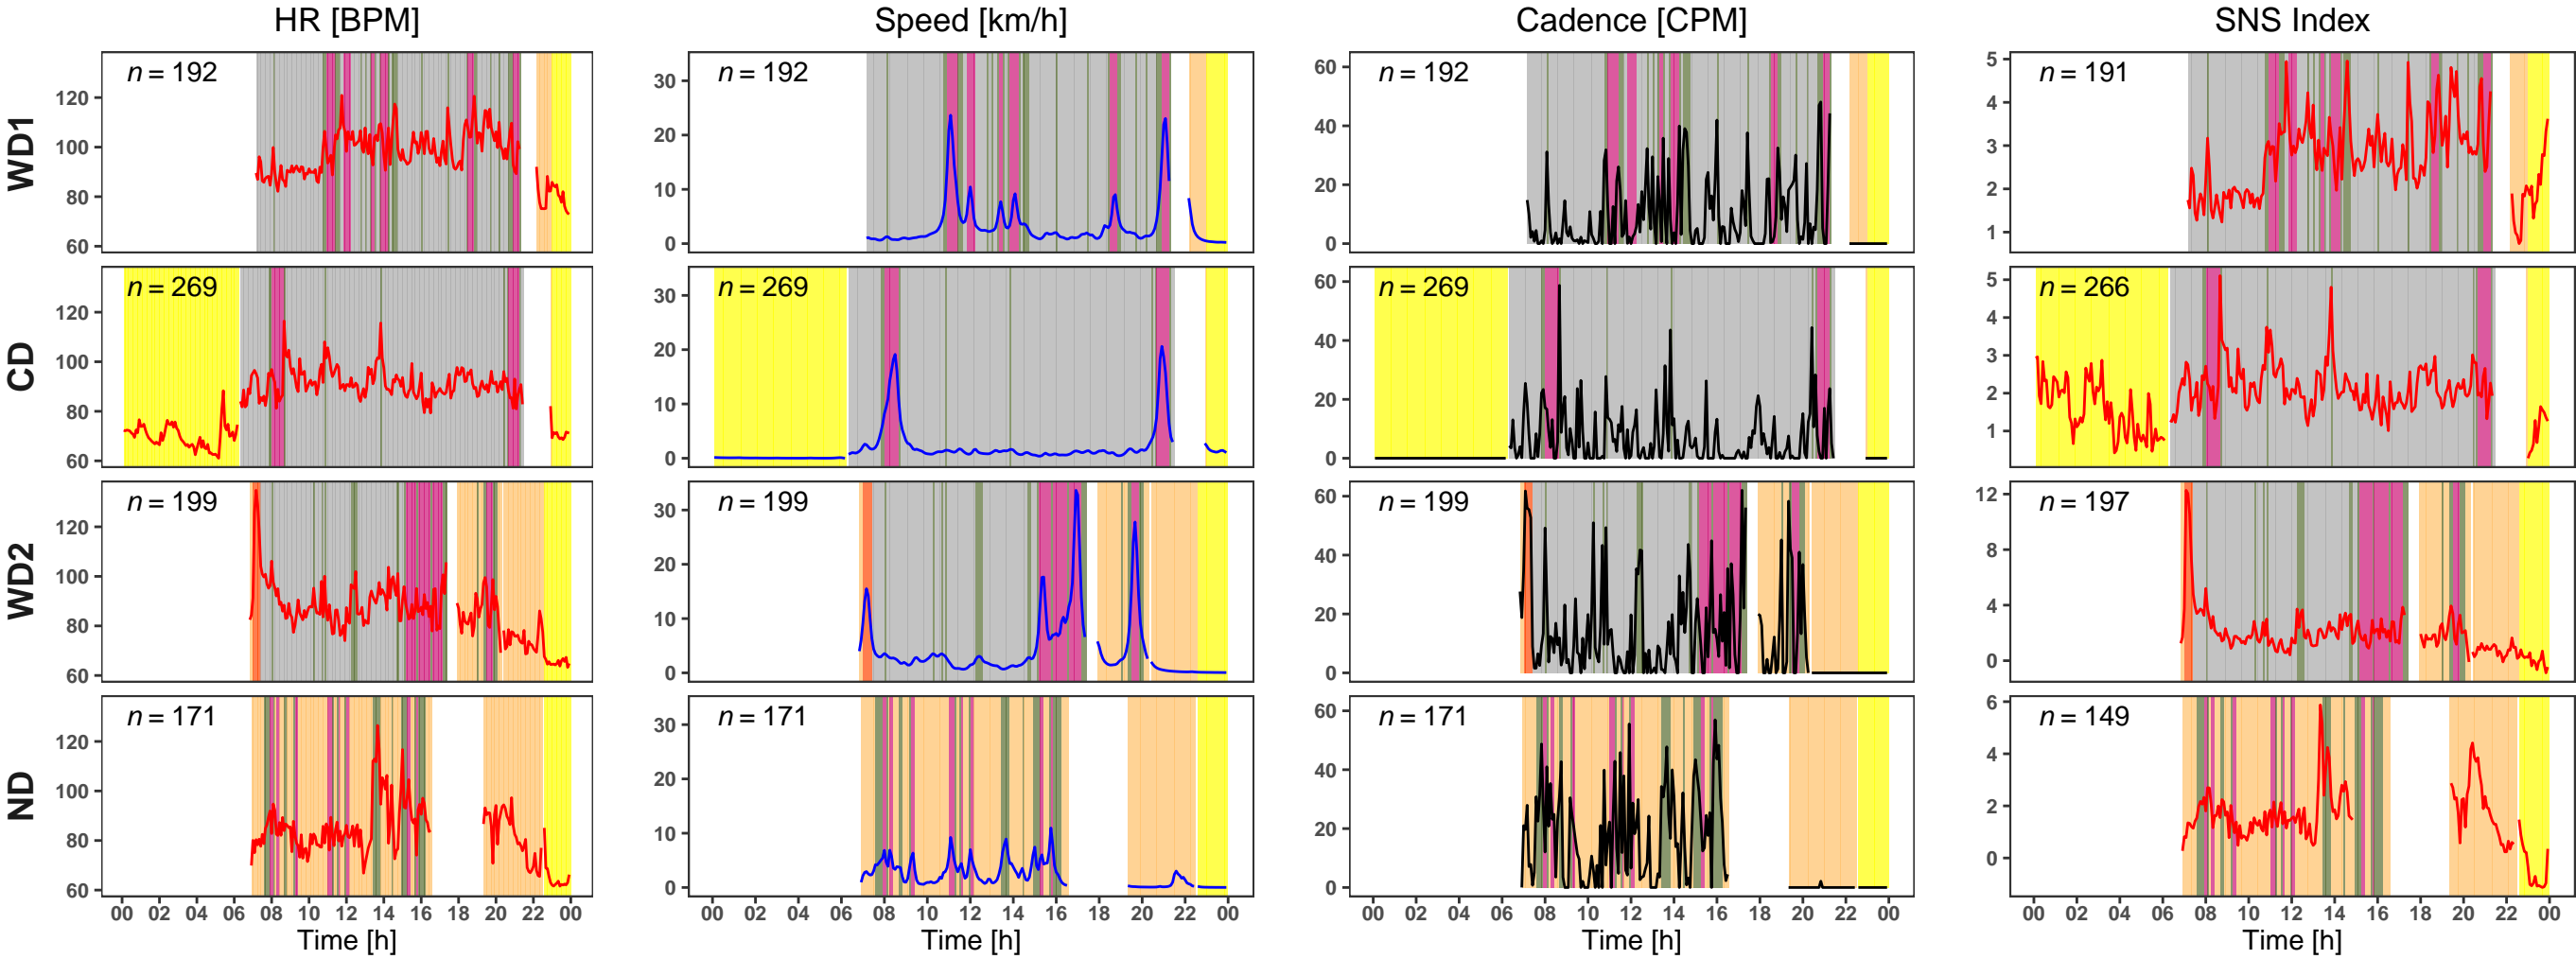 HR [BPM] Speed [km/h] Cadence [CPM] SNS Index
WD1
n = 192 n = 192 n = 192 n = 191
120 100 80 60
30 20 10 0
60 40 20 0
5 4 3 2 1
CD
n = 269 n = 269 n = 269 n = 266
120 100 80 60
30 20 10 0
60 40 20 0
5 4 3 2 1
WD2
n = 199 n = 199 n = 199 n = 197
120 100 80 60
30 20 10 0
60 40 20 0
12 8 4 0
ND
n = 171 n = 171 n = 171 n = 149
120 100 80 60
30 20 10 0
60 40 20 0
6 4 2 0
00 02 04 06 08 10 12 14 16 18 20 22 00
00 02 04 06 08 10 12 14 16 18 20 22 00
00 02 04 06 08 10 12 14 16 18 20 22 00
00 02 04 06 08 10 12 14 16 18 20 22 00
Time [h] Time [h] Time [h] Time [h]